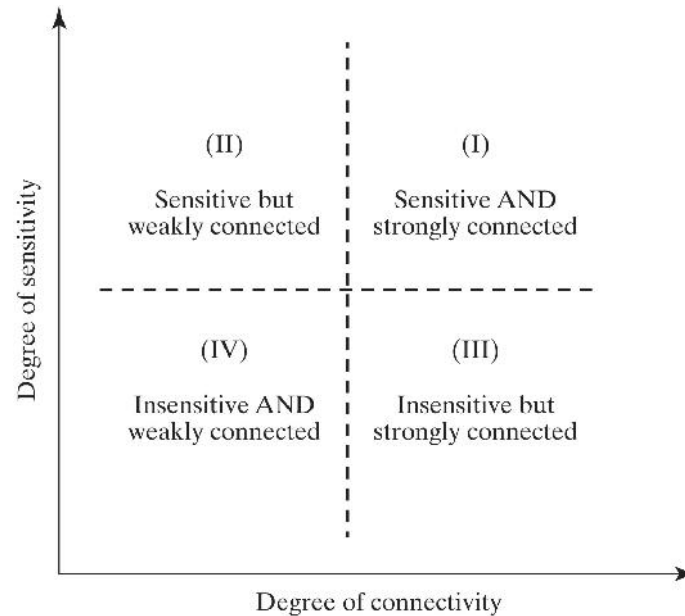 Degree of sensitivity
(II)
Sensitive but
weakly connected
(I)
Sensitive AND
strongly connected
(IV)
Insensitive AND
weakly connected
(III)
Insensitive but
strongly connected
Degree of connectivity